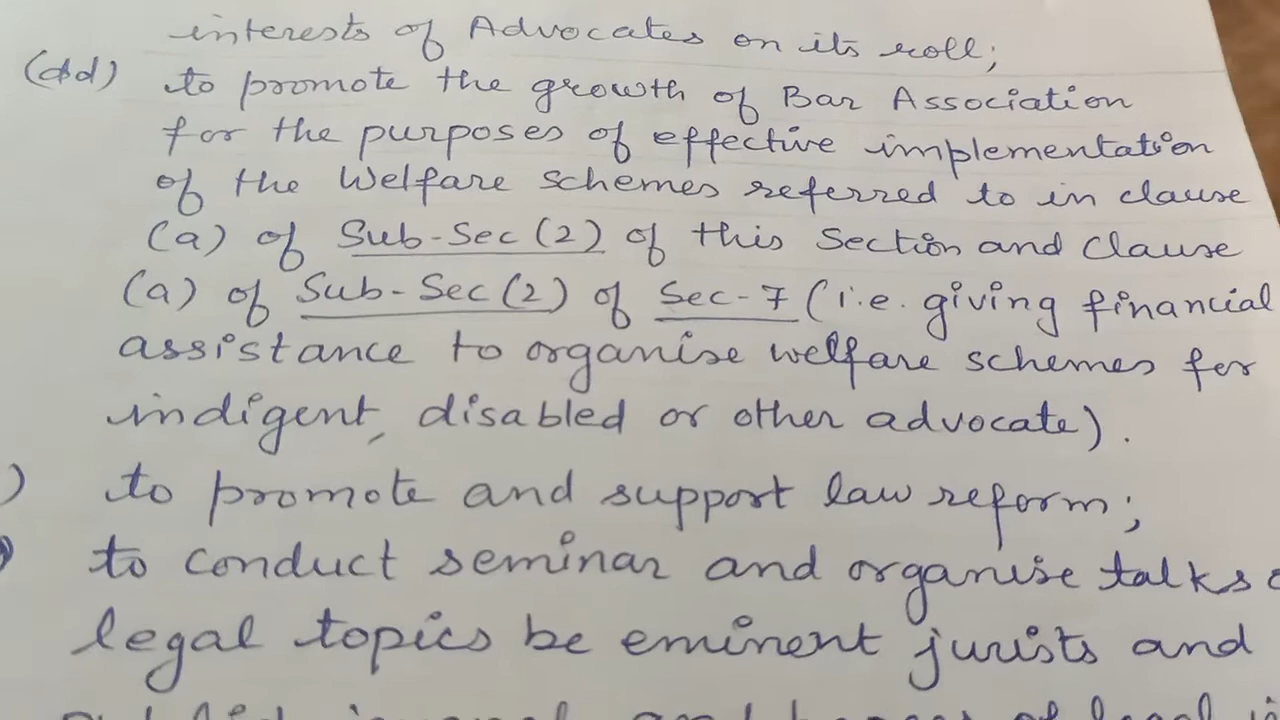 interests of Advocates on its roll;
(dd) to promote the growth of Bar Association
for the purposes of effective implementation
of the Welfare schemes referred to in clause
(a) of Sub-Sec (2) of this Section and Clause
(a) of Sub-Sec (2) of Sec-7 (i.e. giving financial
assistance to organise welfare schemes for
indigent, disabled or other advocate).
) to promote and support law reform;
to conduct seminar and organise talks
legal topics be eminent jurists and